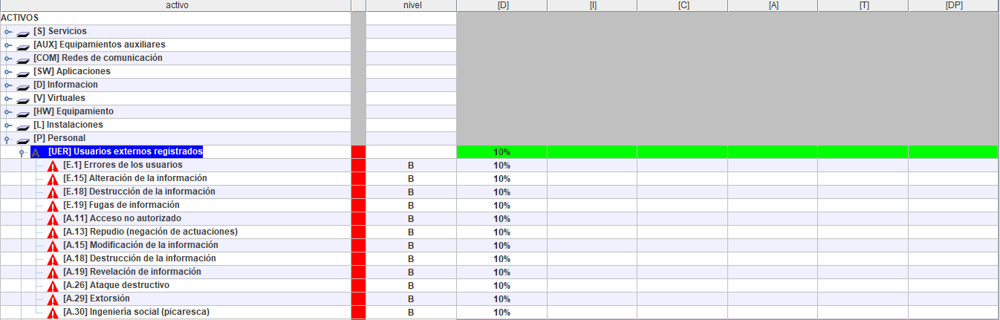 activo nivel [D] [I] [C] [A] [T] [DP]
ACTIVOS
[S] Servicios
[AUX] Equipamientos auxiliares
[COM] Redes de comunicación
[SW] Aplicaciones
[D] Informacion
[V] Virtuales
[HW] Equipamiento
[L] Instalaciones
[P] Personal
A [UER] Usuarios externos registrados 10%
[E.1] Errores de los usuarios B 10%
[E.15] Alteración de la información B 10%
[E.18] Destrucción de la información B 10%
[E.19] Fugas de información B 10%
[A.11] Acceso no autorizado B 10%
[A.13] Repudio (negación de actuaciones) B 10%
[A.15] Modificación de la información B 10%
[A.18] Destrucción de la información B 10%
[A.19] Revelación de información B 10%
[A.26] Ataque destructivo B 10%
[A.29] Extorsión B 10%
[A.30] Ingeniería social (picaresca) B 10%